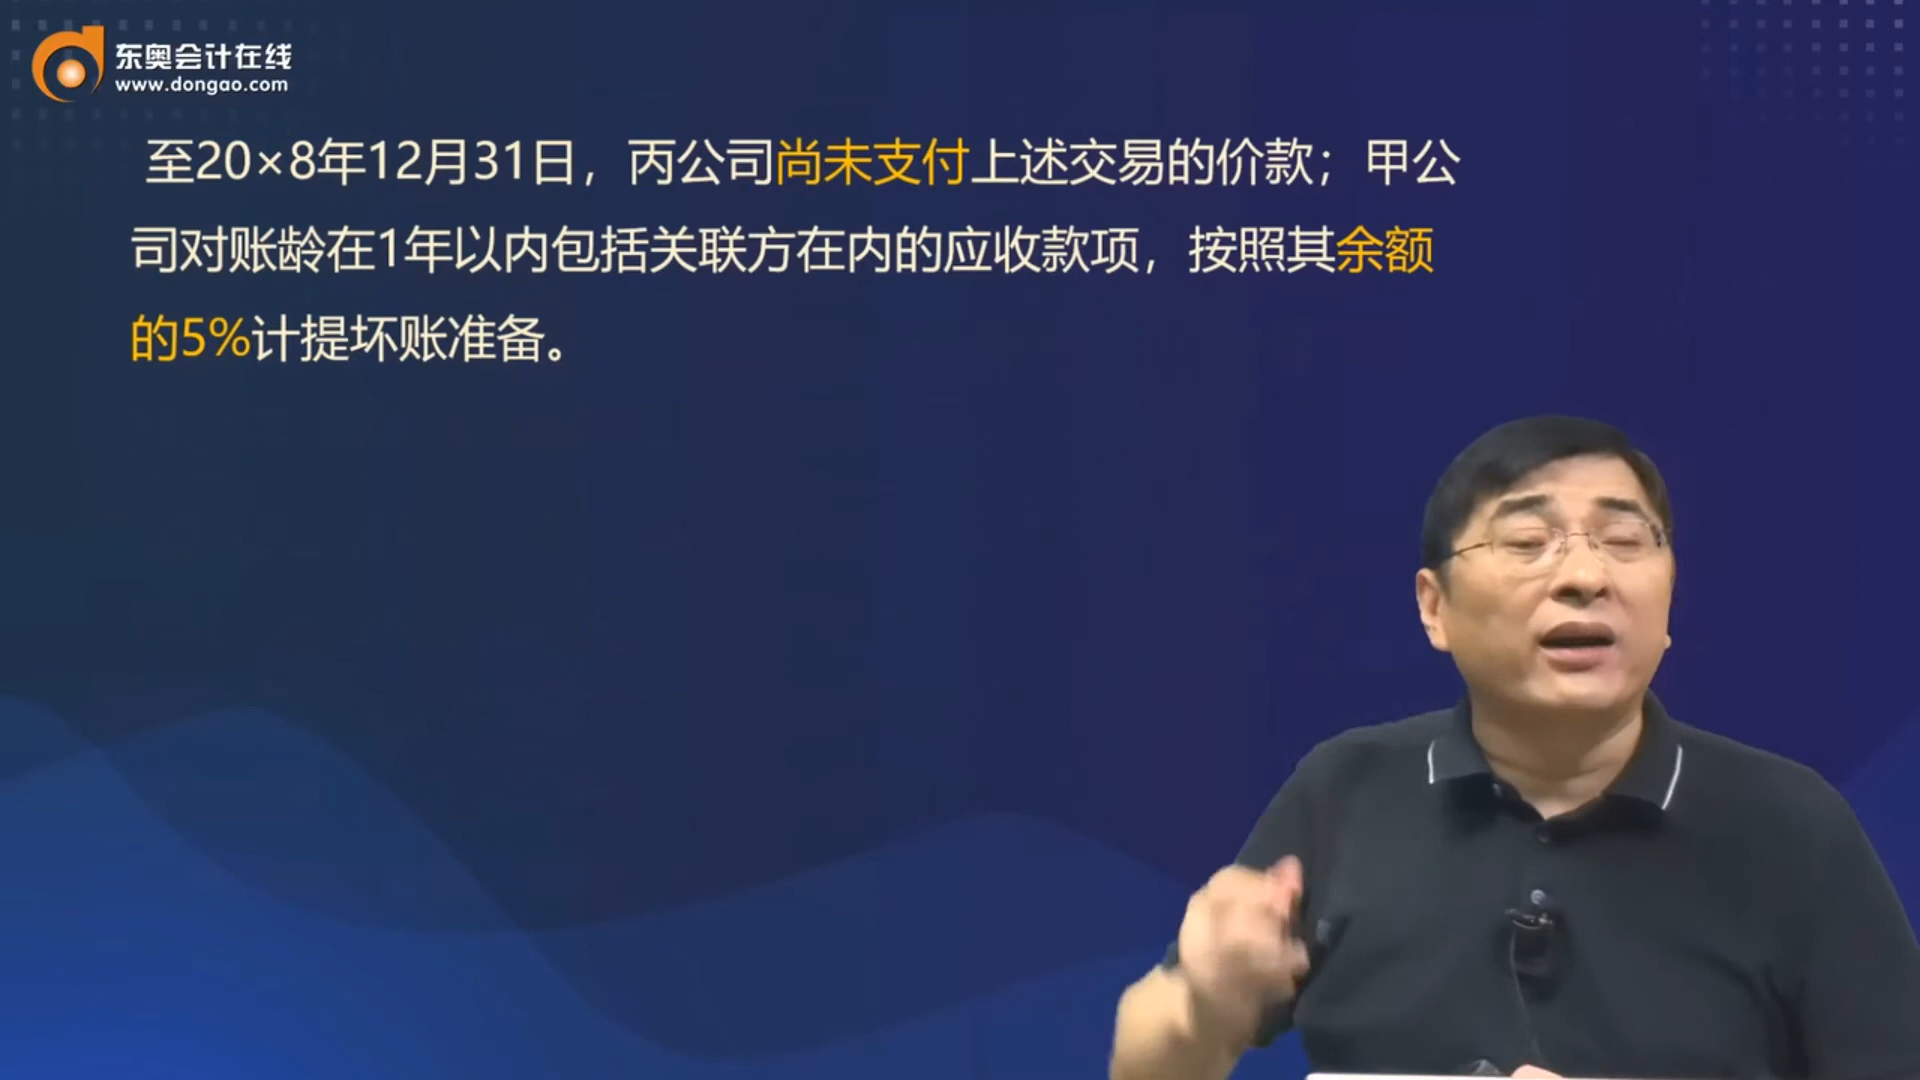 东奥会计在线
www.dongao.com
至20×8年12月31日，丙公司尚未支付上述交易的价款；甲公
司对账龄在1年以内包括关联方在内的应收款项，按照其余额
的5%计提坏账准备。